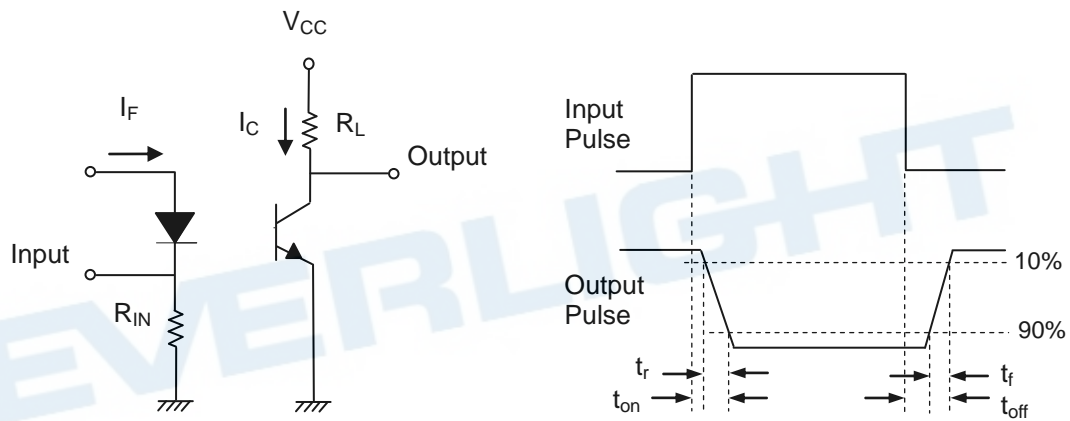 V_CC
I_F
I_C
R_L
Output
Input
R_IN
Input
Pulse
Output
Pulse
10%
90%
t_r
t_f
t_on
t_off
EVERLIGHT